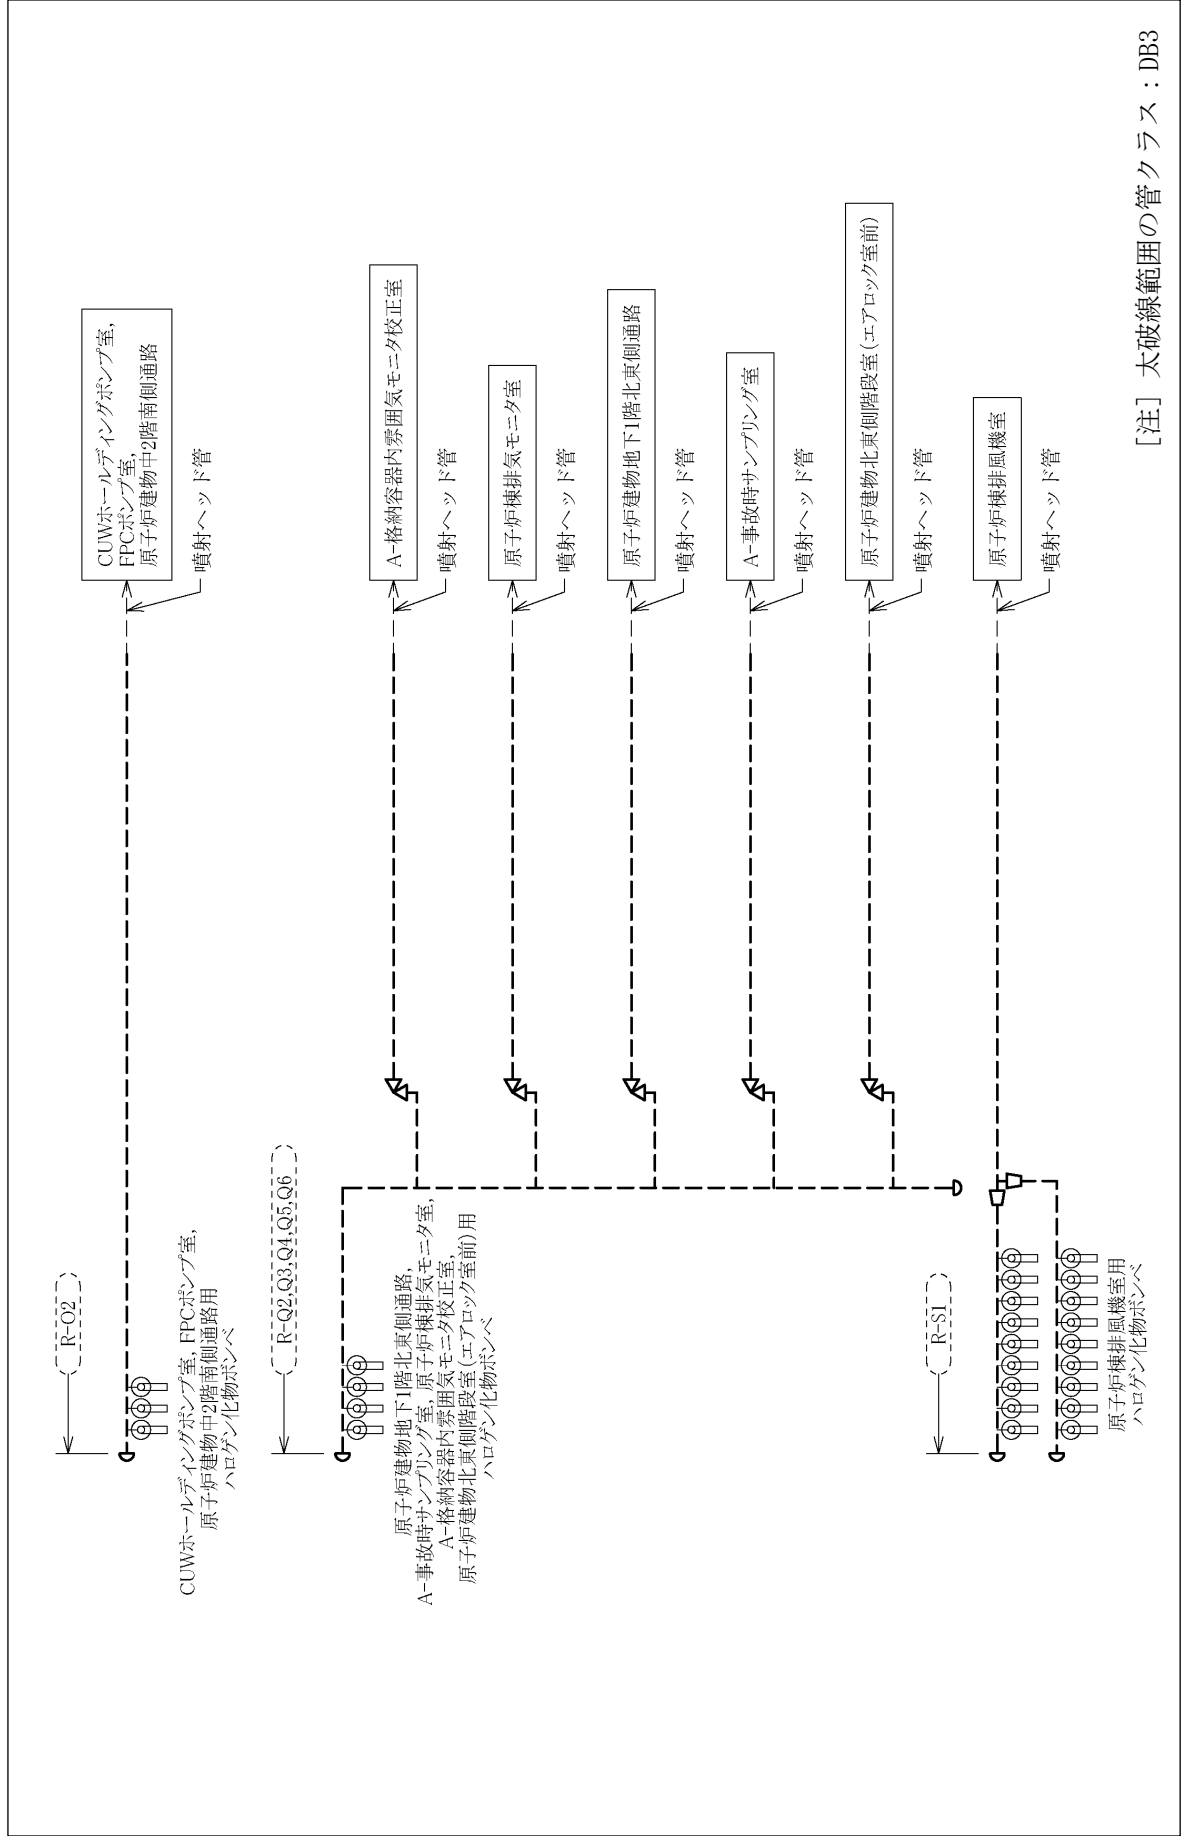 R-O2
CUWホールディングポンプ室, FPCポンプ室,
原子炉建物中2階南側通路用
ハロゲン化物ボンベ
CUWホールディングポンプ室,
FPCポンプ室,
原子炉建物中2階南側通路
噴射ヘッド管
R-Q2,Q3,Q4,Q5,Q6
原子炉建物地下1階北東側通路,
A-事故時サンプリング室, 原子炉棟排気モニタ室,
A-格納容器内雰囲気モニタ校正室,
原子炉建物北東側階段室(エアロック室前)用
ハロゲン化物ボンベ
A-格納容器内雰囲気モニタ校正室
噴射ヘッド管
原子炉棟排気モニタ室
噴射ヘッド管
原子炉建物地下1階北東側通路
噴射ヘッド管
A-事故時サンプリング室
噴射ヘッド管
原子炉建物北東側階段室(エアロック室前)
噴射ヘッド管
R-S1
原子炉棟排風機室用
ハロゲン化物ボンベ
原子炉棟排風機室
噴射ヘッド管
[注] 太破線範囲の管クラス：DB3